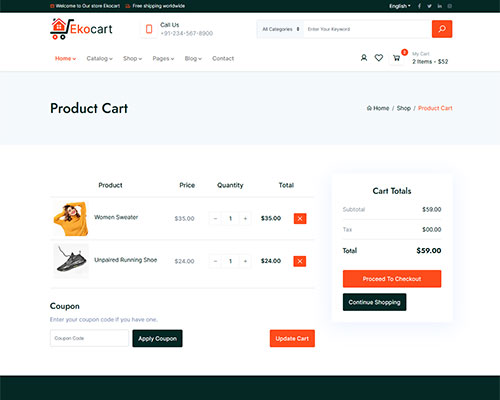 Welcome to Our store Ekocart Free shipping worldwide English
Ekocart
Call Us
+91-234-567-8900
All Categories
Enter Your Keyword
Home Catalog Shop Pages Blog Contact
3
My Cart
2 Items - $52
Product Cart
Home / Shop / Product Cart
Product Price Quantity Total
Women Sweater $35.00 - 1 + $35.00 X
Unpaired Running Shoe $24.00 - 1 + $24.00 X
Cart Totals
Subtotal $59.00
Tax $00.00
Total $59.00
Proceed To Checkout
Continue Shopping
Coupon
Enter your coupon code if you have one.
Coupon Code
Apply Coupon
Update Cart